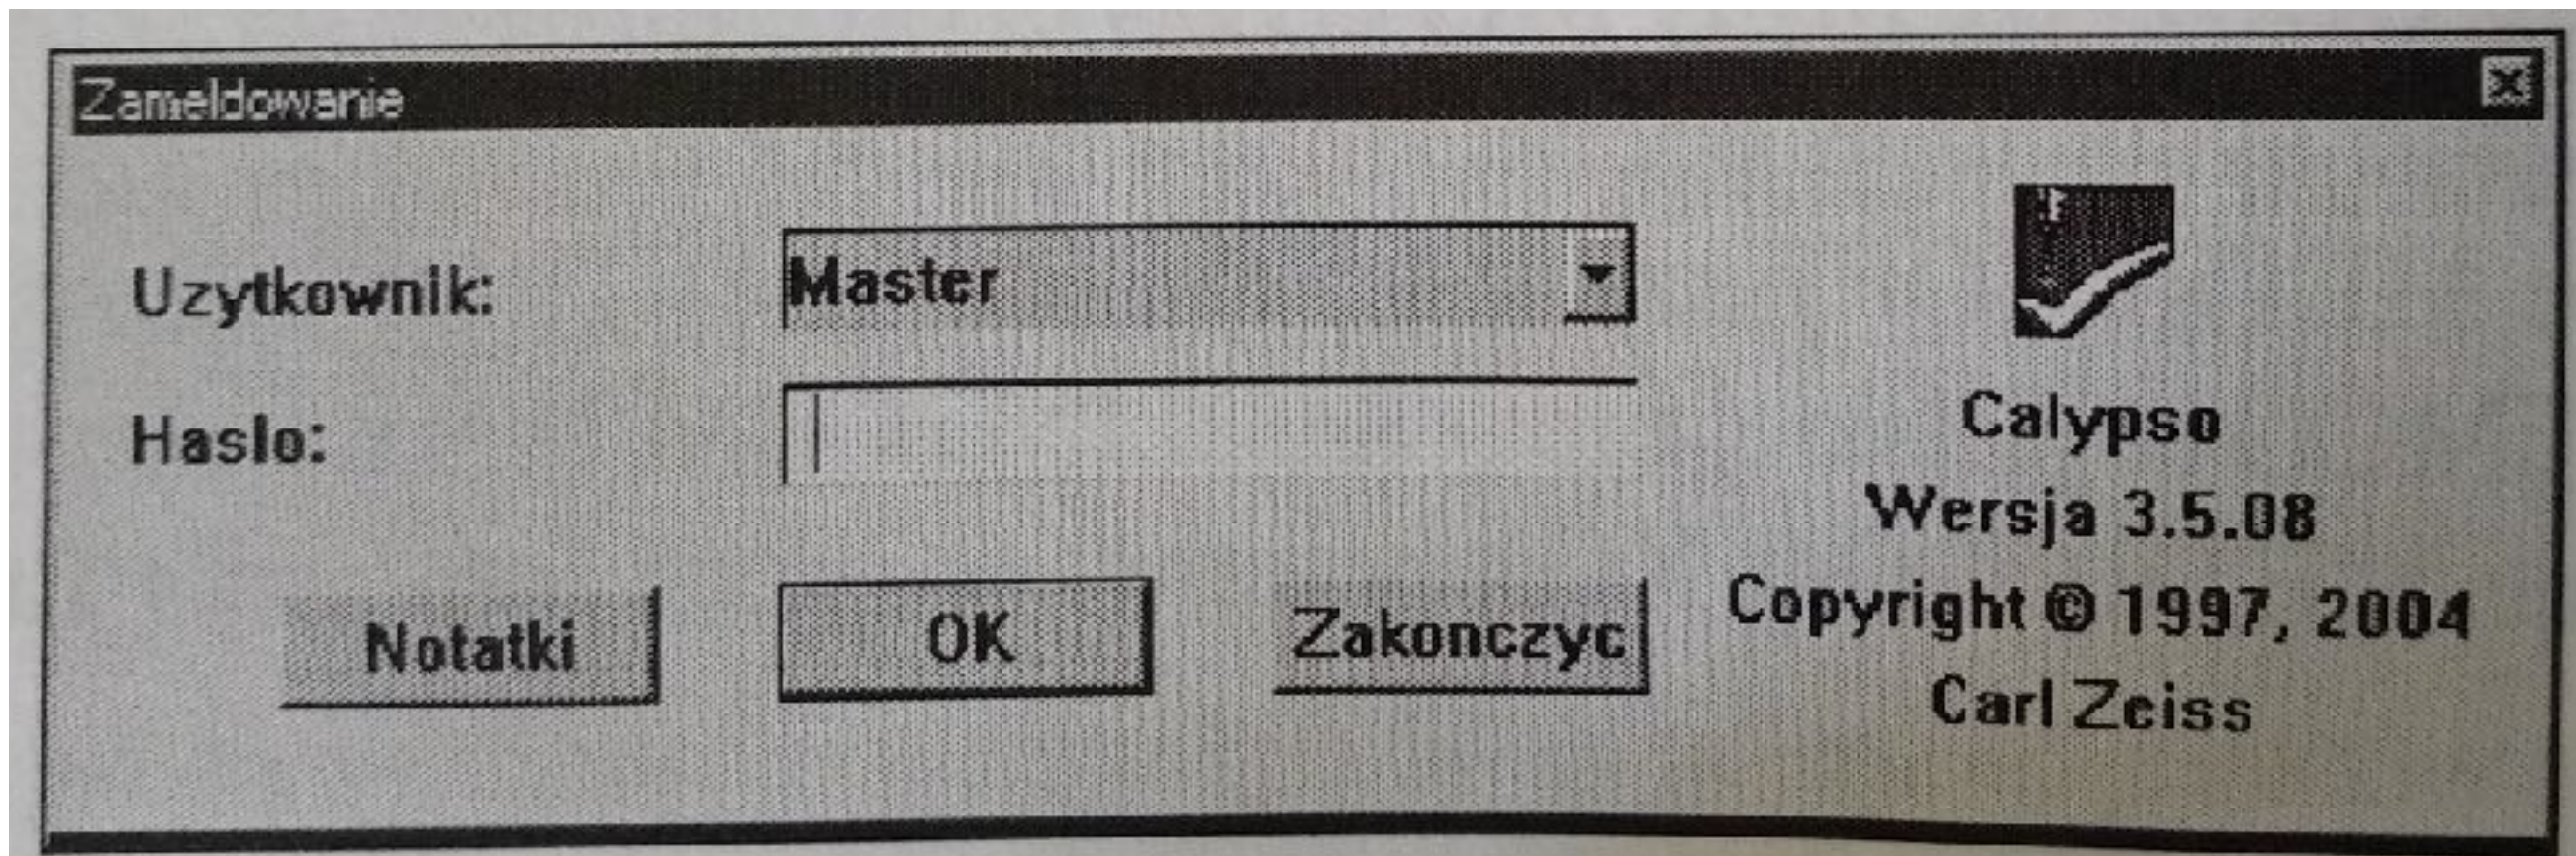 Zameldowanie
Uzytkownik: Master
Haslo:
Notatki OK Zakonczyc
Calypso
Wersja 3.5.08
Copyright © 1997, 2004
Carl Zeiss